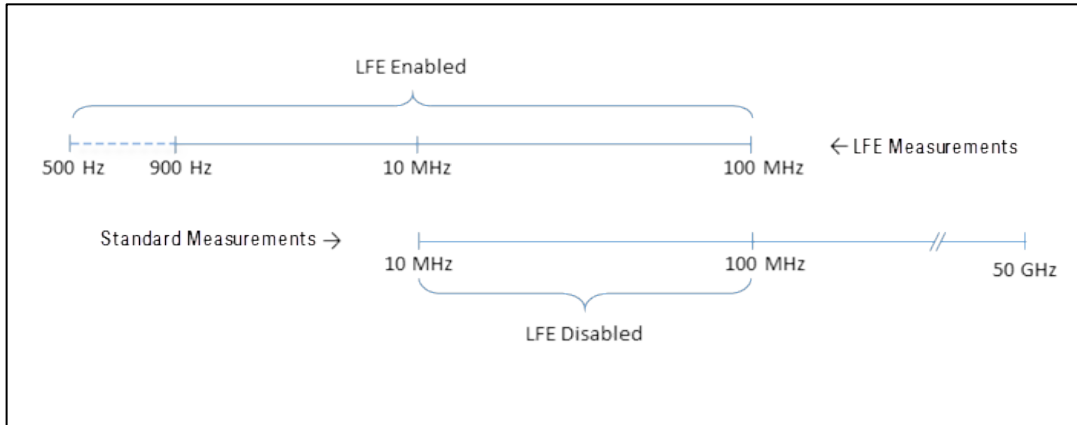 LFE Enabled
500 Hz 900 Hz 10 MHz 100 MHz
← LFE Measurements
Standard Measurements →
10 MHz 100 MHz // 50 GHz
LFE Disabled